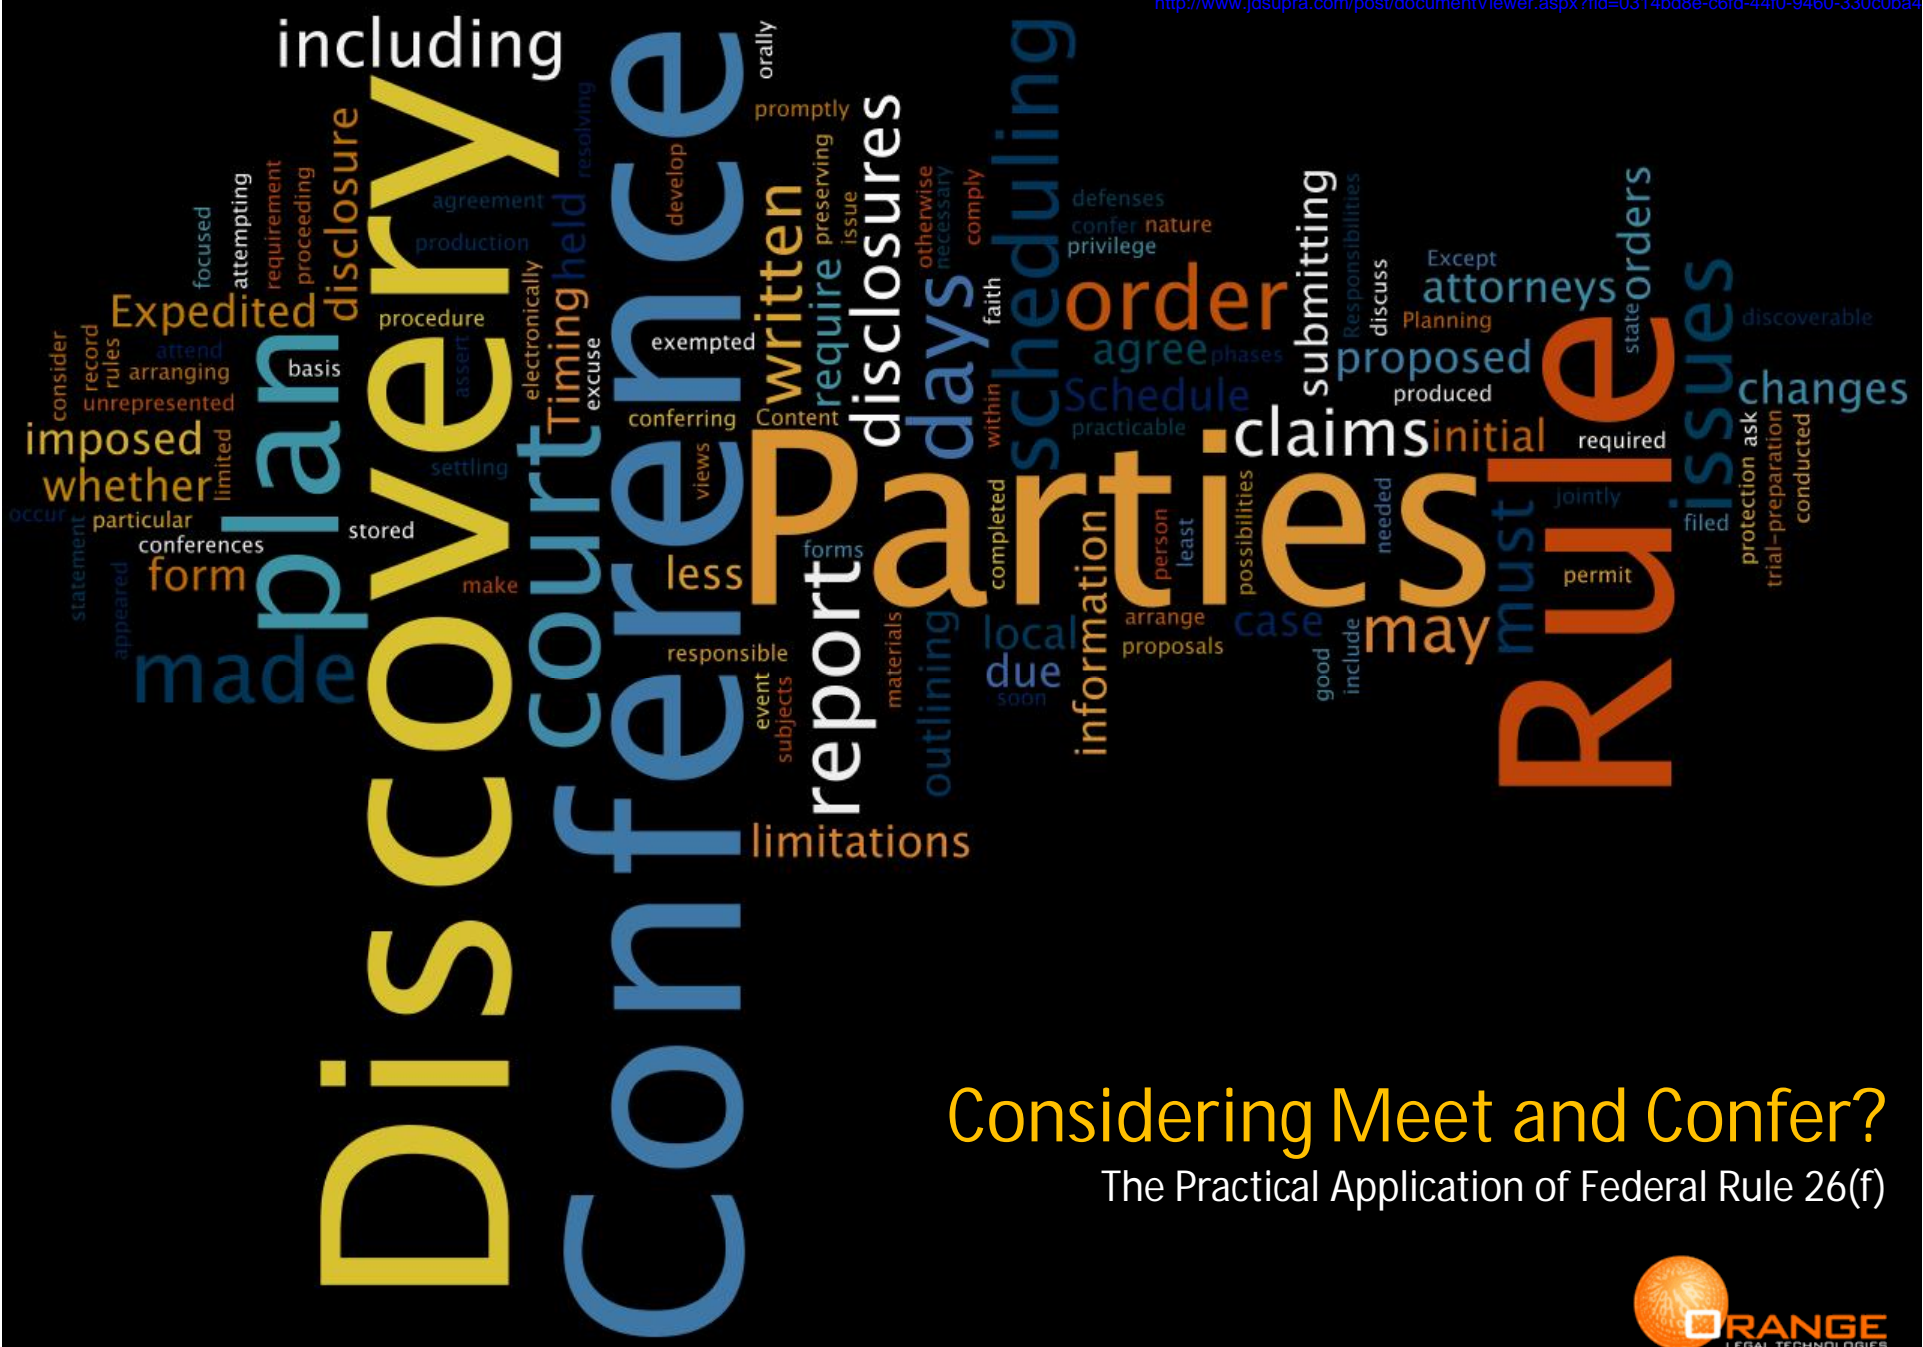 http://www.jdsupra.com/post/documentViewer.aspx?fid=0314bd8e-c6fd-44f0-9460-330c0ba4
including
orally
scheduling
resolving
promptly
disclosures
disclosure
Discovery
Conference
develop
preserving
issue
written
require
otherwise
necessary
comply
focused
attempting
requirement
proceeding
agreement
production
held
Timing
electronically
excuse
defenses
confer
nature
privilege
submitting
Responsibilities
discuss
Except
attorneys
Planning
orders
state
issues
discoverable
Expedited
procedure
exempted
days
faith
order
agree
phases
proposed
Rule
changes
consider
record
rules
attend
arranging
unrepresented
plan
basis
assert
court
conferring
Content
within
Schedule
practicable
produced
claims
initial
required
ask
protection
trial-preparation
conducted
imposed
whether
limited
settling
views
Parties
possibilities
needed
must
jointly
filed
occur
particular
conferences
statement
appeared
form
stored
make
less
forms
report
completed
information
person
least
permit
made
responsible
event
subjects
materials
outlining
local
due
soon
arrange
proposals
case
good
include
may
limitations
Considering Meet and Confer?
The Practical Application of Federal Rule 26(f)
ORANGE
LEGAL TECHNOLOGIES